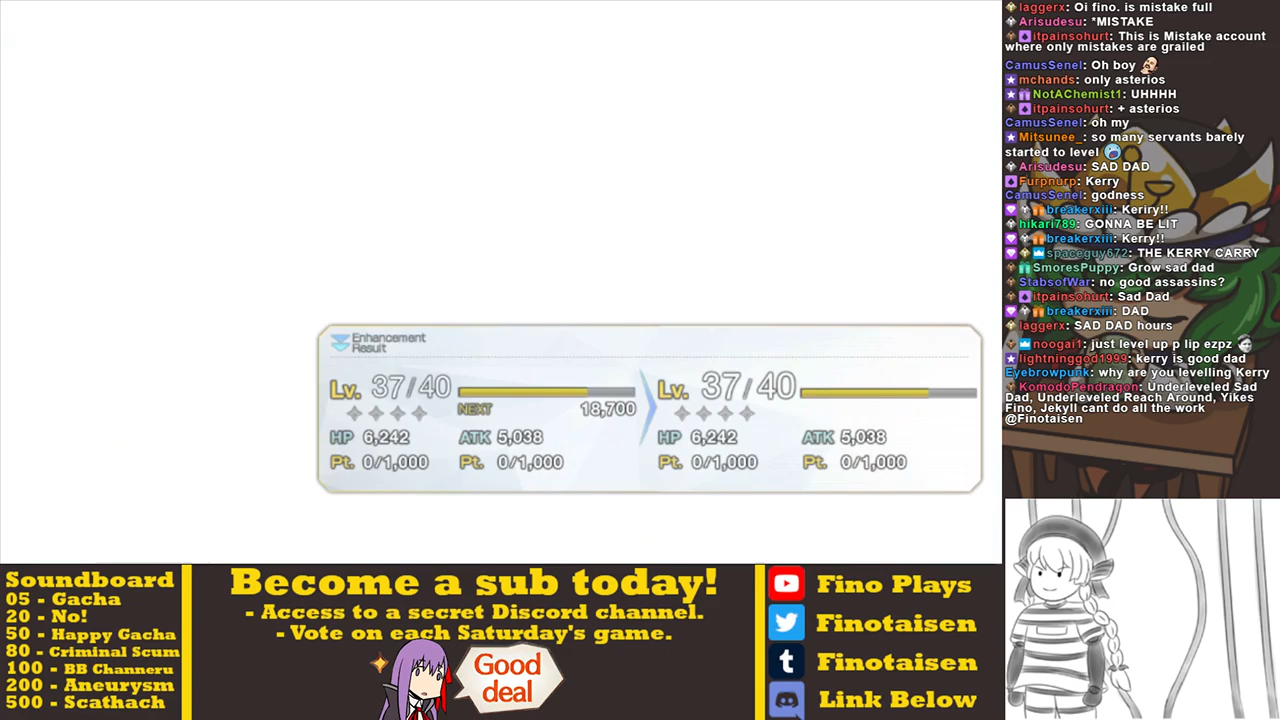 laggerx: Oi fino. is mistake full
Arisudesu: *MISTAKE
itpainsohurt: This is Mistake account
where only mistakes are grailed
CamusSenel: Oh boy
mchands: only asterios
NotAChemist1: UHHHH
itpainsohurt: + asterios
CamusSenel: oh my
Mitsunee_: so many servants barely
started to level
Arisudesu: SAD DAD
Furpnurp: Kerry
CamusSenel: godness
breakerxiii: Keriry!!
hikari789: GONNA BE LIT
breakerxiii: Kerry!!
spaceguy672: THE KERRY CARRY
SmoresPuppy: Grow sad dad
StabsofWar: no good assassins?
itpainsohurt: Sad Dad
breakerxiii: DAD
laggerx: SAD DAD hours
noogai1: just level up p lip ezpz
lightninggod1999: kerry is good dad
Eyebrowpunk: why are you levelling Kerry
KomodoPendragon: Underleveled Sad
Dad, Underleveled Reach Around, Yikes
Fino, Jekyll cant do all the work
@Finotaisen
Enhancement
Result
Lv. 37/40
NEXT 18,700
HP 6,242 ATK 5,038
Pt. 0/1,000 Pt. 0/1,000
Lv. 37/40
HP 6,242 ATK 5,038
Pt. 0/1,000 Pt. 0/1,000
Soundboard
05 - Gacha
20 - No!
50 - Happy Gacha
80 - Criminal Scum
100 - BB Channeru
200 - Aneurysm
500 - Scathach
Become a sub today!
- Access to a secret Discord channel.
- Vote on each Saturday's game.
Good
deal
Fino Plays
Finotaisen
Finotaisen
Link Below